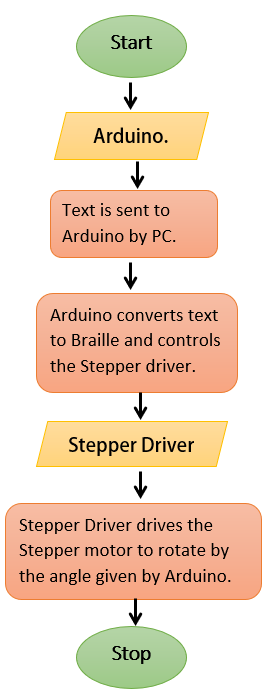 Start
Arduino.
Text is sent to
Arduino by PC.
Arduino converts text
to Braille and controls
the Stepper driver.
Stepper Driver
Stepper Driver drives the
Stepper motor to rotate by
the angle given by Arduino.
Stop